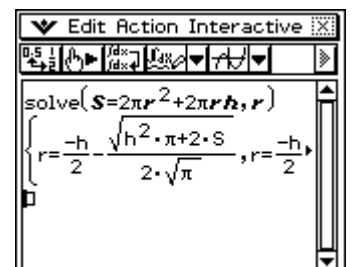 Edit Action Interactive
solve(S=2πr²+2πrh,r)
{r=-h/2-√(h²·π+2·S)/(2·√π),r=-h/2